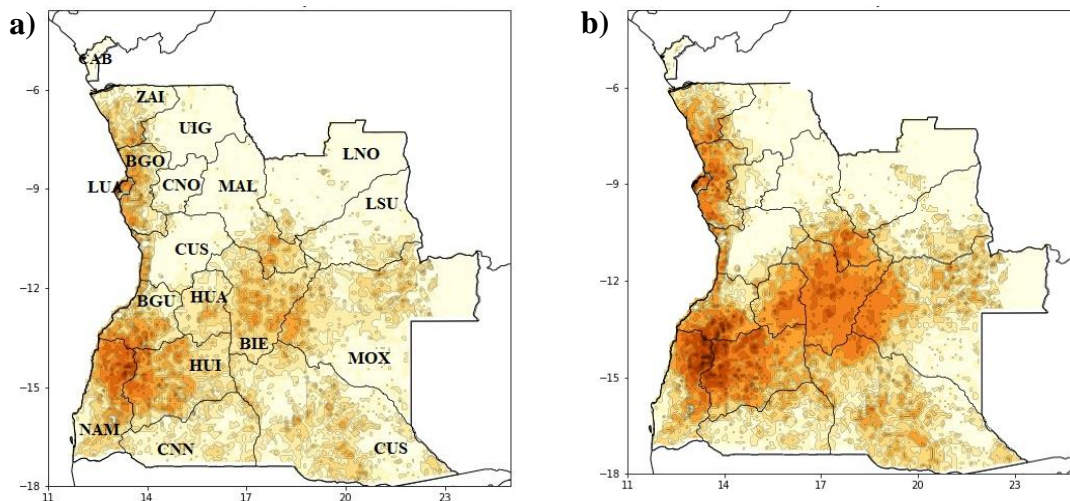 a)
b)
CAB
ZAI
UIG
BGO
LNO
LUA
CNO
MAL
LSU
CUS
BGU
HUA
BIE
MOX
HUI
NAM
CNN
CUS
−6
−9
−12
−15
−18
11 14 17 20 23
−6
−9
−12
−15
−18
11 14 17 20 23